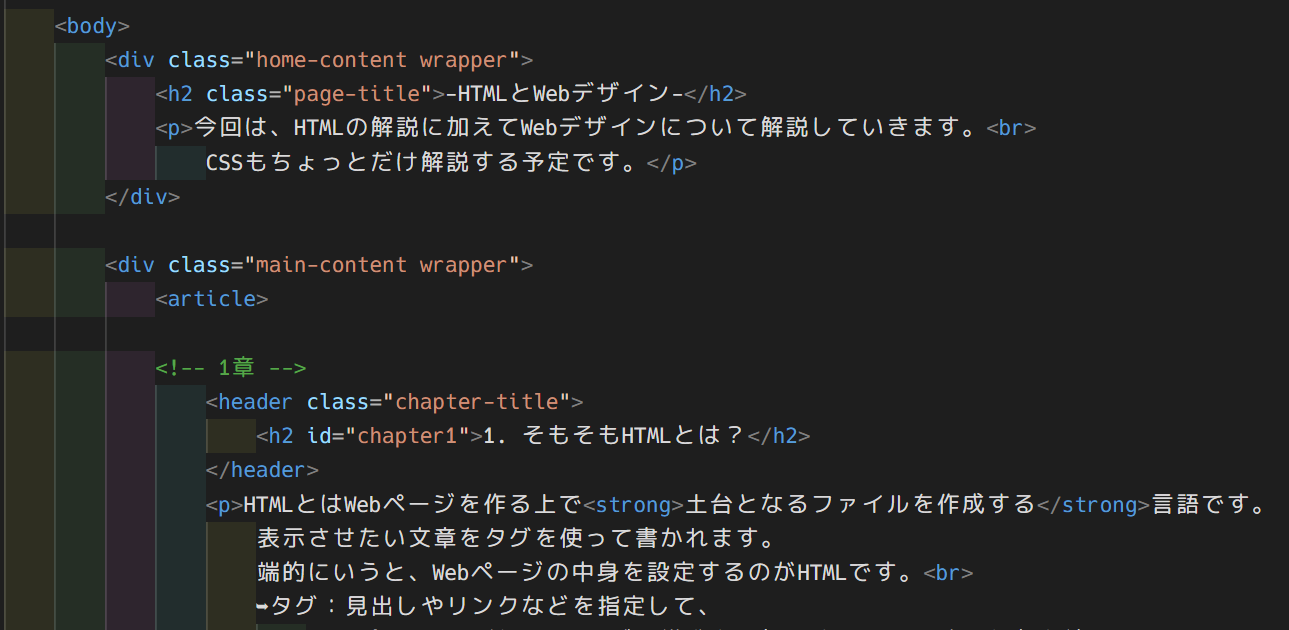 <body>
<div class="home-content wrapper">
<h2 class="page-title">-HTMLとWebデザイン-</h2>
<p>今回は、HTMLの解説に加えてWebデザインについて解説していきます。<br>
CSSもちょっとだけ解説する予定です。</p>
</div>
<div class="main-content wrapper">
<article>
<!-- 1章 -->
<header class="chapter-title">
<h2 id="chapter1">1. そもそもHTMLとは？</h2>
</header>
<p>HTMLとはWebページを作る上で<strong>土台となるファイルを作成する</strong>言語です。
表示させたい文章をタグを使って書かれます。
端的にいうと、Webページの中身を設定するのがHTMLです。<br>
➥タグ：見出しやリンクなどを指定して、